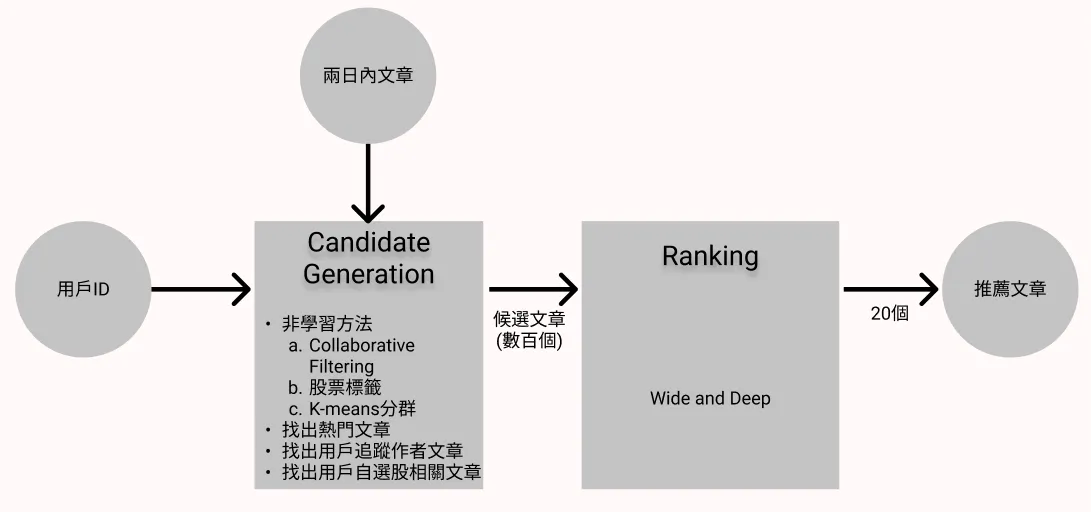 兩日內文章
用戶ID
Candidate
Generation
• 非學習方法
a. Collaborative
Filtering
b. 股票標籤
c. K-means分群
• 找出熱門文章
• 找出用戶追蹤作者文章
• 找出用戶自選股相關文章
候選文章
(數百個)
Ranking
Wide and Deep
20個
推薦文章